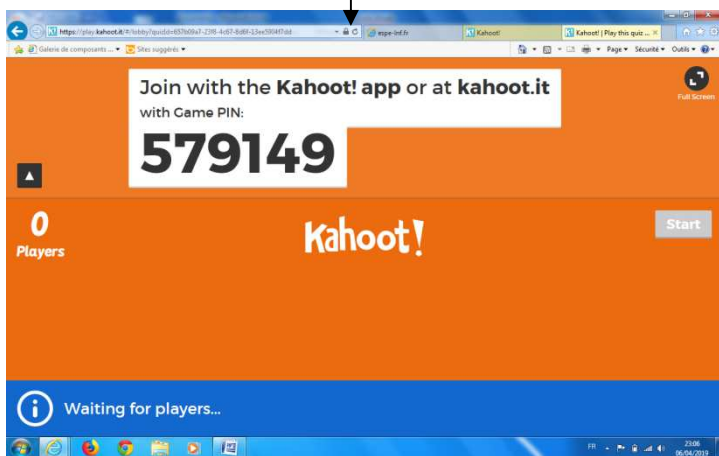 https://play.kahoot.it/#/lobby?quizId=
espe-lnf.fr
Kahoot!
Kahoot! | Play this quiz ...
Galerie de composants ...
Sites suggérés
Page
Sécurité
Outils
Join with the Kahoot! app or at kahoot.it
with Game PIN:
579149
Full Screen
0
Players
Kahoot!
Start
Waiting for players...
FR
23:06
06/04/2019